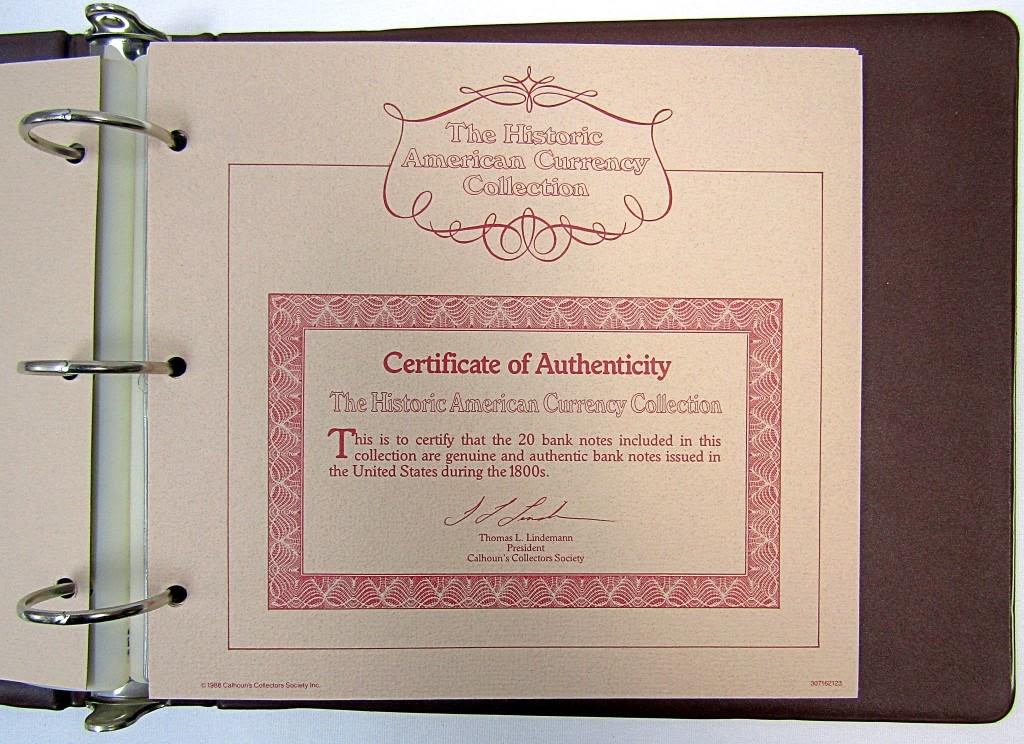 The Historic
American Currency
Collection
Certificate of Authenticity
The Historic American Currency Collection
This is to certify that the 20 bank notes included in this
collection are genuine and authentic bank notes issued in
the United States during the 1800s.
Thomas L. Lindemann
President
Calhoun's Collectors Society
© 1988 Calhoun's Collectors Society Inc.
307162123